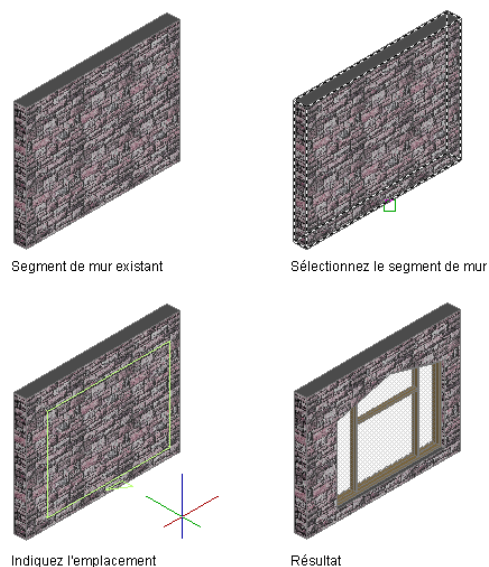 Segment de mur existant
Sélectionnez le segment de mur
Indiquez l'emplacement
Résultat